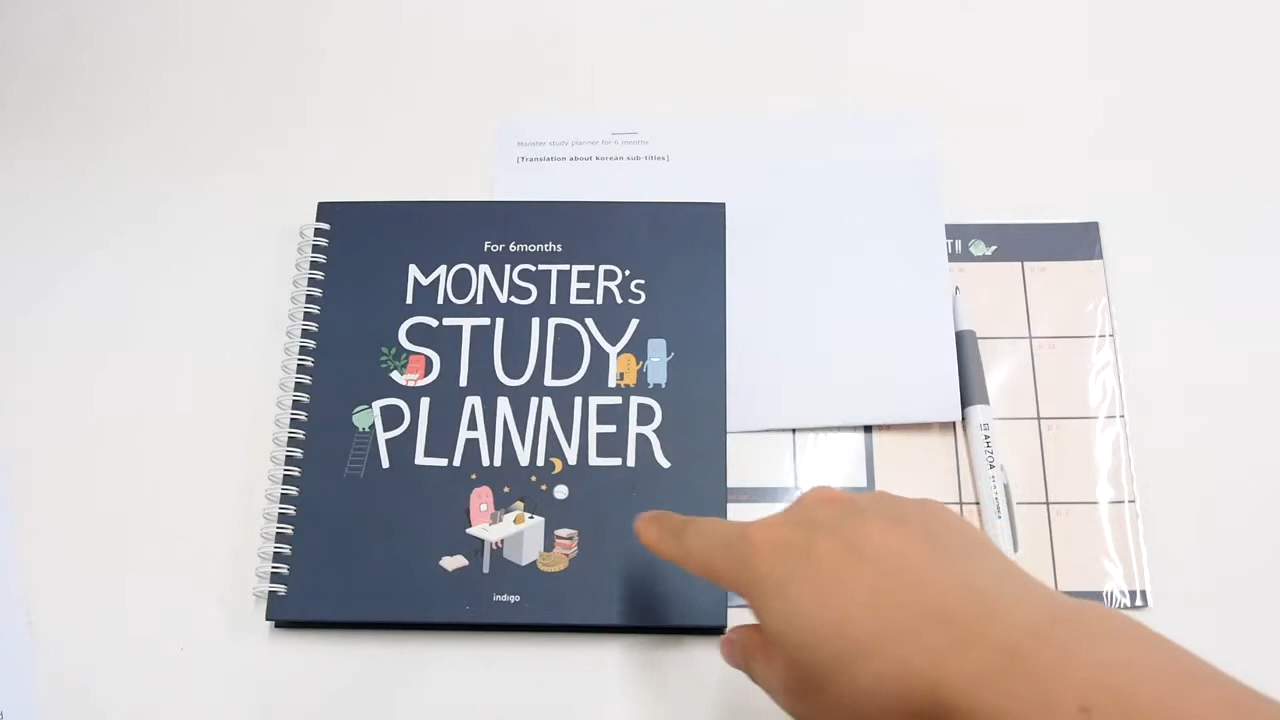 Monster study planner for 6 months
[Translation about korean sub-titles]
For 6months
MONSTER's
STUDY
PLANNER
indigo
T!!
AHZOA